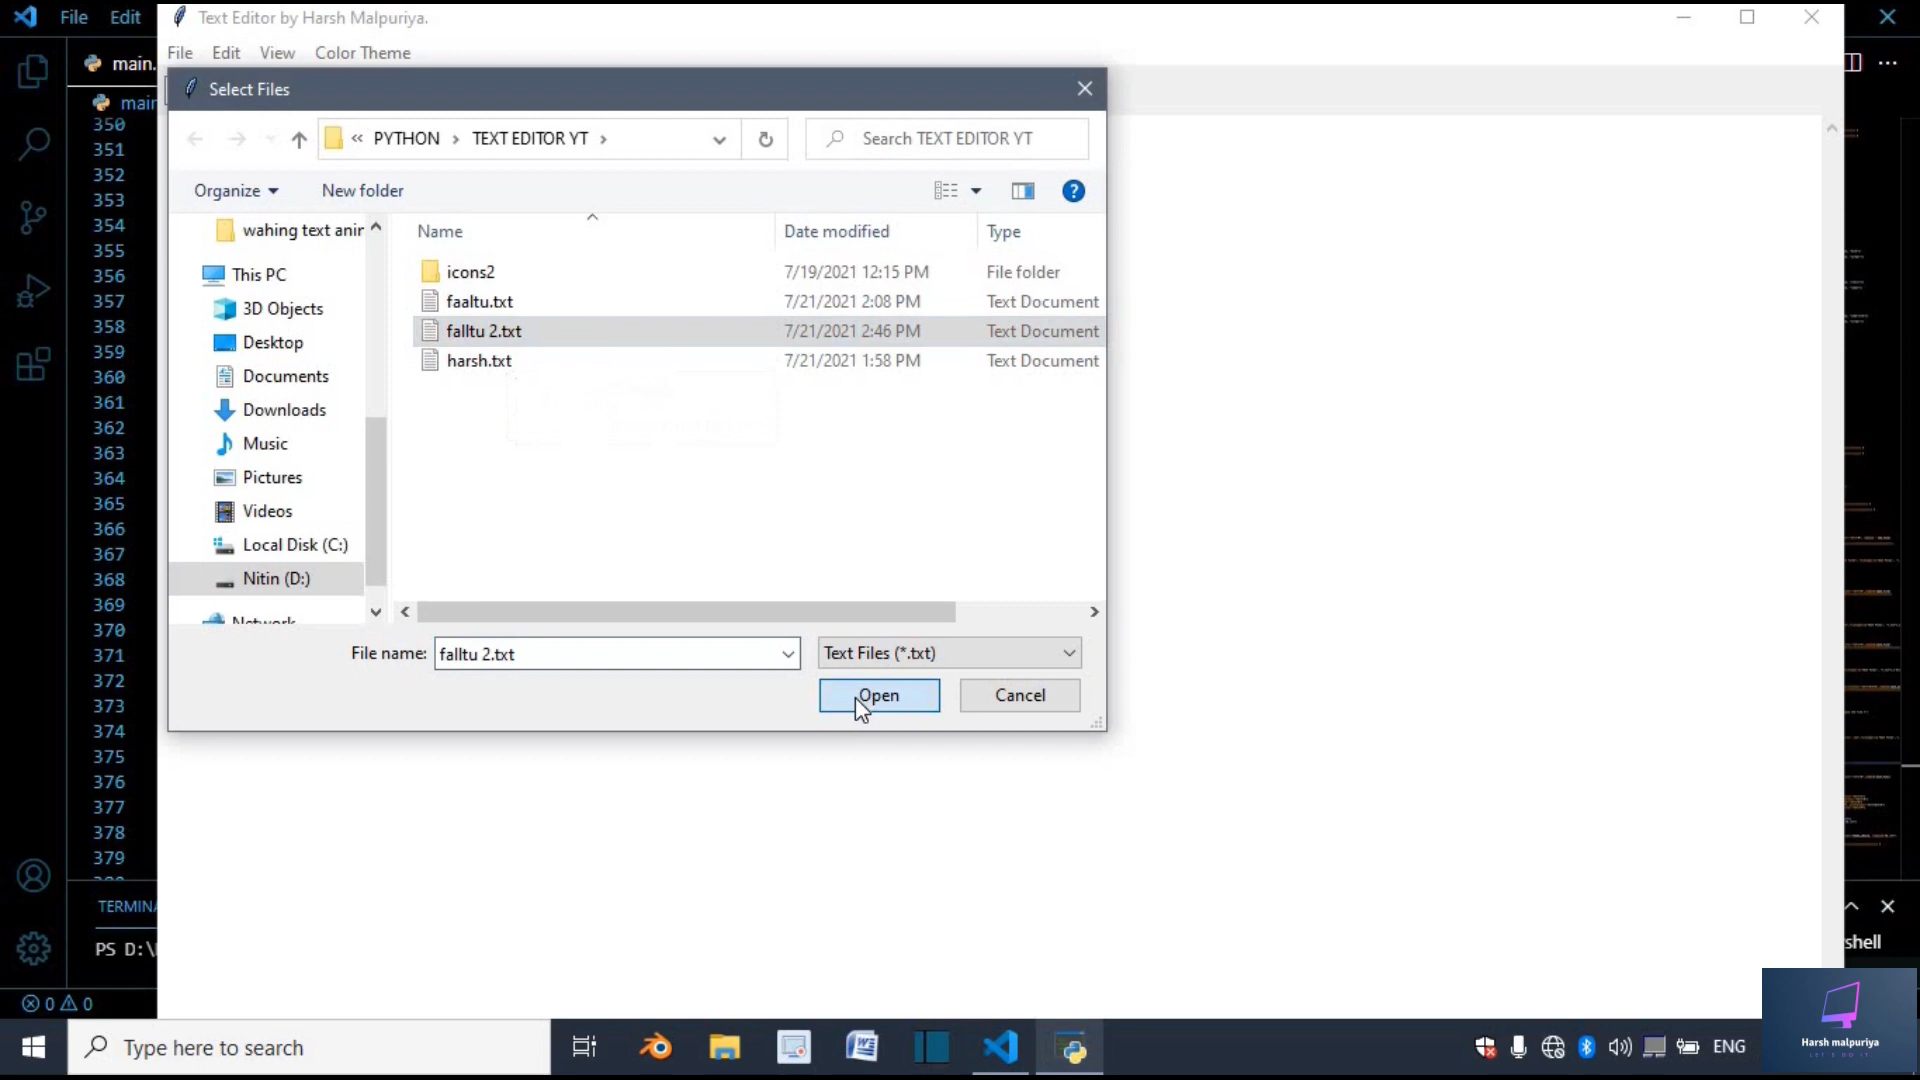 File Edit
Text Editor by Harsh Malpuriya.
File Edit View Color Theme
main.
Select Files
main
« PYTHON › TEXT EDITOR YT ›
Search TEXT EDITOR YT
Organize
New folder
wahing text anir
This PC
3D Objects
Desktop
Documents
Downloads
Music
Pictures
Videos
Local Disk (C:)
Nitin (D:)
Network
Name Date modified Type
icons2 7/19/2021 12:15 PM File folder
faaltu.txt 7/21/2021 2:08 PM Text Document
falltu 2.txt 7/21/2021 2:46 PM Text Document
harsh.txt 7/21/2021 1:58 PM Text Document
File name: falltu 2.txt
Text Files (*.txt)
Open
Cancel
350
351
352
353
354
355
356
357
358
359
360
361
362
363
364
365
366
367
368
369
370
371
372
373
374
375
376
377
378
379
TERMINA
PS D:\
shell
0 0
Type here to search
ENG
Harsh malpuriya
LET'S DO IT.